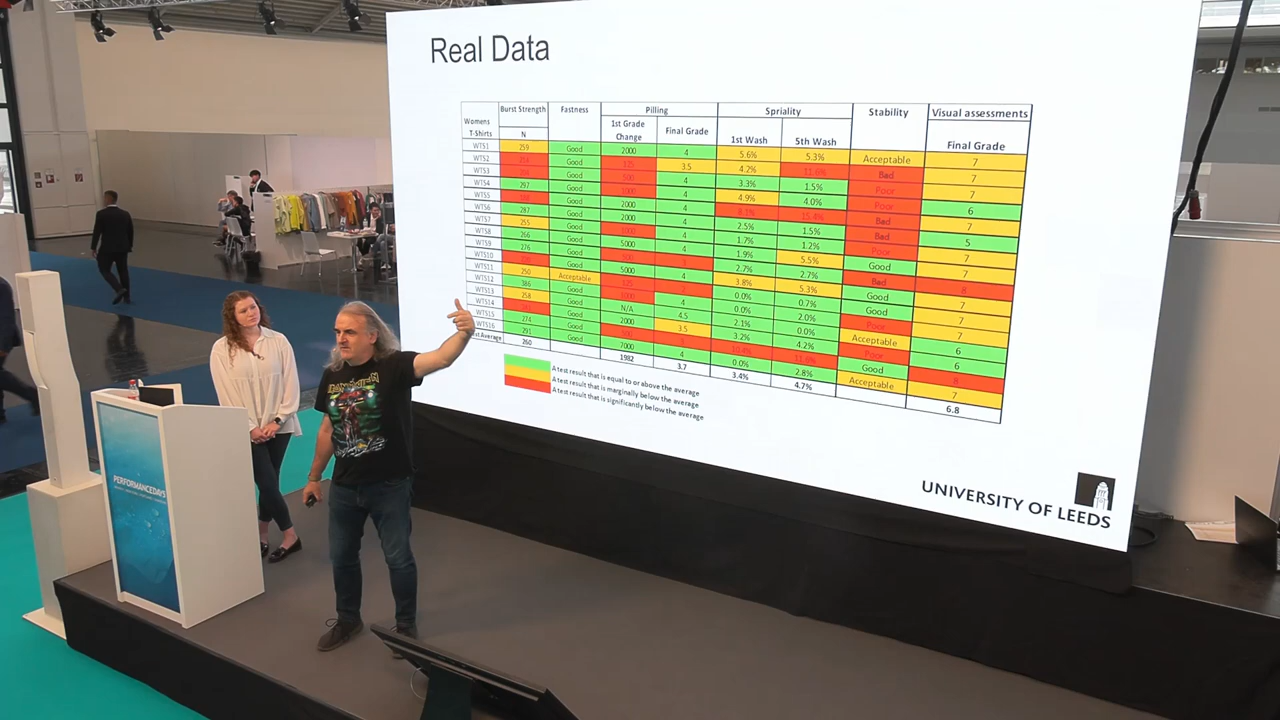 Real Data
Womens T-Shirts Burst Strength Fastness Pilling Spriality Stability Visual assessments
N 1st Grade Change Final Grade 1st Wash 5th Wash Final Grade
WTS1 259 Good 2000 4 5.6% 5.3% Acceptable 7
WTS2 Good 3.5 4.2% Bad 7
WTS3 Good 4 3.3% 1.5% Poor 7
WTS4 297 Good 1000 4 4.9% 4.0% Poor 6
WTS5 Good 2000 4 Bad 7
WTS6 287 Good 2000 4 2.5% 1.5% Bad 5
WTS7 255 Good 4 1.7% 1.2% Poor 7
WTS8 266 Good 5000 4 1.9% 5.5% Good 7
WTS9 276 Good 2.7% 2.7% Bad 8
WTS10 Good 5000 4 3.8% 5.3% Good 7
WTS11 250 Acceptable 0.0% 0.7% Good 7
WTS12 386 Good 4 0.0% 2.0% Poor 7
WTS13 258 Good N/A 4.5 2.1% 0.0% Acceptable 6
WTS14 Good 2000 3.5 3.2% 4.2% Poor 6
WTS15 274 Good Good 8
WTS16 291 Good 7000 4 0.0% 2.8% Acceptable 7
Average 260 1982 3.7 3.4% 4.7% 6.8
A test result that is equal to or above the average
A test result that is marginally below the average
A test result that is significantly below the average
UNIVERSITY OF LEEDS
PERFORMANCE DAYS